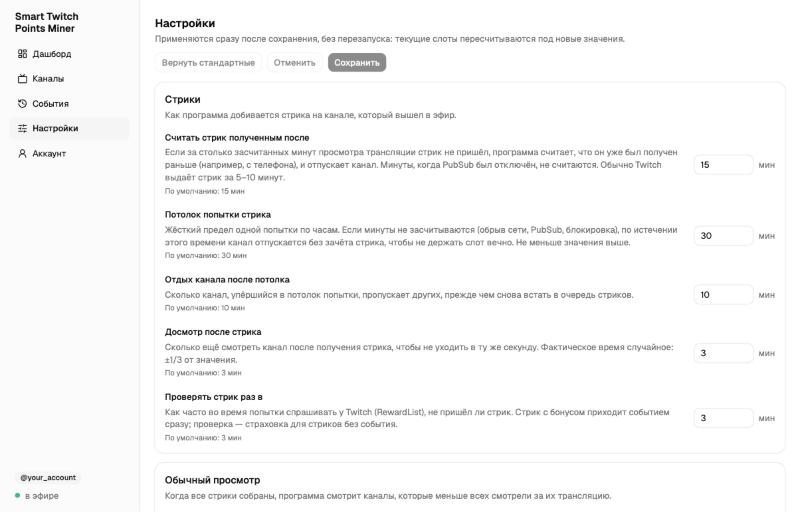 Smart Twitch
Points Miner
Дашборд
Каналы
События
Настройки
Аккаунт
@your_account
в эфире
Настройки
Применяются сразу после сохранения, без перезапуска: текущие слоты пересчитываются под новые значения.
Вернуть стандартные
Отменить
Сохранить
Стрики
Как программа добивается стрика на канале, который вышел в эфир.
Считать стрик полученным после
Если за столько засчитанных минут просмотра трансляции стрик не пришёл, программа считает, что он уже был получен
раньше (например, с телефона), и отпускает канал. Минуты, когда PubSub был отключён, не считаются. Обычно Twitch
выдаёт стрик за 5–10 минут.
По умолчанию: 15 мин
15 мин
Потолок попытки стрика
Жёсткий предел одной попытки по часам. Если минуты не засчитываются (обрыв сети, PubSub, блокировка), по истечении
этого времени канал отпускается без зачёта стрика, чтобы не держать слот вечно. Не меньше значения выше.
По умолчанию: 30 мин
30 мин
Отдых канала после потолка
Сколько канал, упёршийся в потолок попытки, пропускает других, прежде чем снова встать в очередь стриков.
По умолчанию: 10 мин
10 мин
Досмотр после стрика
Сколько ещё смотреть канал после получения стрика, чтобы не уходить в ту же секунду. Фактическое время случайное:
±1/3 от значения.
По умолчанию: 3 мин
3 мин
Проверять стрик раз в
Как часто во время попытки спрашивать у Twitch (RewardList), не пришёл ли стрик. Стрик с бонусом приходит событием
сразу; проверка — страховка для стриков без события.
По умолчанию: 3 мин
3 мин
Обычный просмотр
Когда все стрики собраны, программа смотрит каналы, которые меньше всех смотрели за их трансляцию.